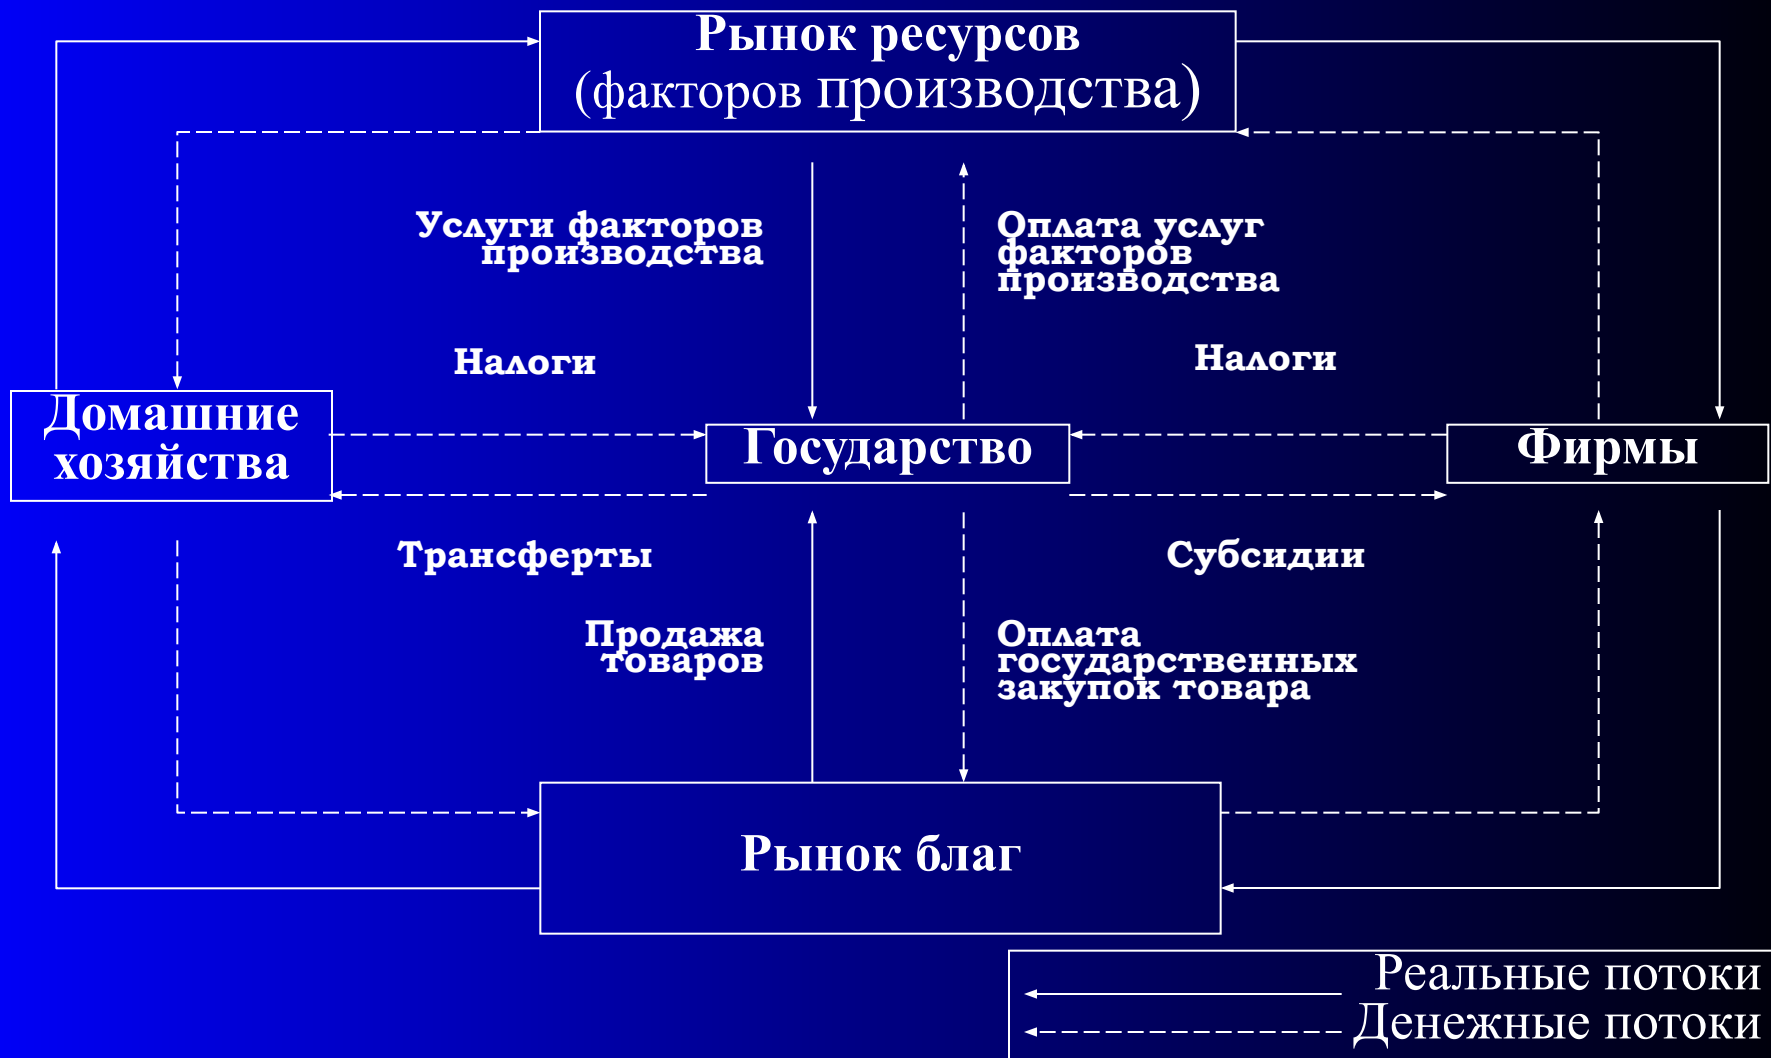 Рынок ресурсов
(факторов производства)
Услуги факторов
производства
Оплата услуг
факторов
производства
Налоги
Налоги
Домашние
хозяйства
Государство
Фирмы
Трансферты
Субсидии
Продажа
товаров
Оплата
государственных
закупок товара
Рынок благ
Реальные потоки
Денежные потоки